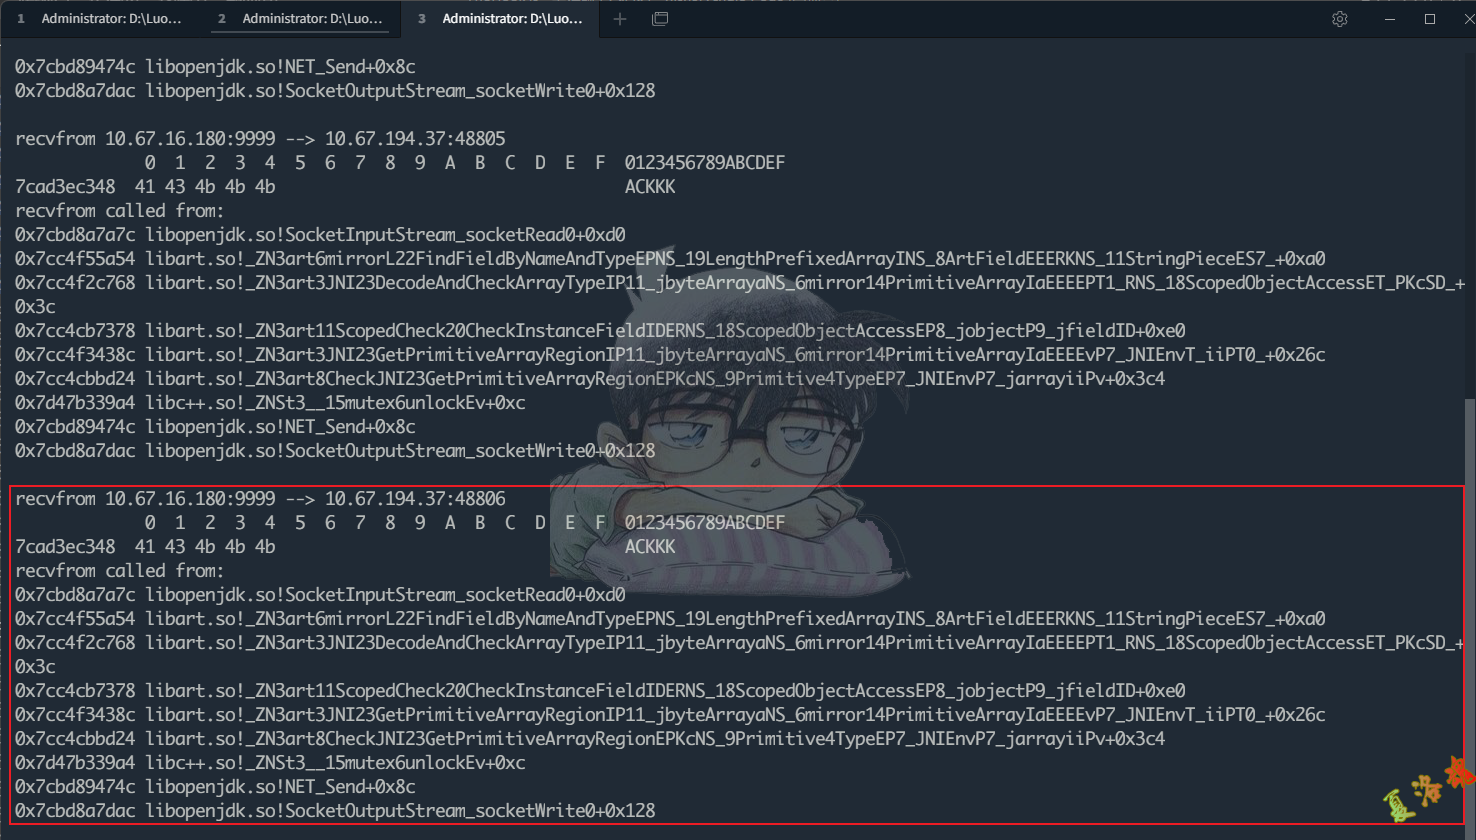 1 Administrator: D:\Luo... 2 Administrator: D:\Luo... 3 Administrator: D:\Luo...
0x7cbd89474c libopenjdk.so!NET_Send+0x8c
0x7cbd8a7dac libopenjdk.so!SocketOutputStream_socketWrite0+0x128
recvfrom 10.67.16.180:9999 --> 10.67.194.37:48805
0 1 2 3 4 5 6 7 8 9 A B C D E F 0123456789ABCDEF
7cad3ec348 41 43 4b 4b 4b ACKKK
recvfrom called from:
0x7cbd8a7a7c libopenjdk.so!SocketInputStream_socketRead0+0xd0
0x7cc4f55a54 libart.so!_ZN3art6mirrorL22FindFieldByNameAndTypeEPNS_19LengthPrefixedArrayINS_8ArtFieldEEERKNS_11StringPieceES7_+0xa0
0x7cc4f2c768 libart.so!_ZN3art3JNI23DecodeAndCheckArrayTypeIP11_jbyteArrayaNS_6mirror14PrimitiveArrayIaEEEEPT1_RNS_18ScopedObjectAccessET_PKcSD_+
0x3c
0x7cc4cb7378 libart.so!_ZN3art11ScopedCheck20CheckInstanceFieldIDERNS_18ScopedObjectAccessEP8_jobjectP9_jfieldID+0xe0
0x7cc4f3438c libart.so!_ZN3art3JNI23GetPrimitiveArrayRegionIP11_jbyteArrayaNS_6mirror14PrimitiveArrayIaEEEEvP7_JNIEnvT_iiPT0_+0x26c
0x7cc4cbbd24 libart.so!_ZN3art8CheckJNI23GetPrimitiveArrayRegionEPKcNS_9Primitive4TypeEP7_JNIEnvP7_jarrayiiPv+0x3c4
0x7d47b339a4 libc++.so!_ZNSt3__15mutex6unlockEv+0xc
0x7cbd89474c libopenjdk.so!NET_Send+0x8c
0x7cbd8a7dac libopenjdk.so!SocketOutputStream_socketWrite0+0x128
recvfrom 10.67.16.180:9999 --> 10.67.194.37:48806
0 1 2 3 4 5 6 7 8 9 A B C D E F 0123456789ABCDEF
7cad3ec348 41 43 4b 4b 4b ACKKK
recvfrom called from:
0x7cbd8a7a7c libopenjdk.so!SocketInputStream_socketRead0+0xd0
0x7cc4f55a54 libart.so!_ZN3art6mirrorL22FindFieldByNameAndTypeEPNS_19LengthPrefixedArrayINS_8ArtFieldEEERKNS_11StringPieceES7_+0xa0
0x7cc4f2c768 libart.so!_ZN3art3JNI23DecodeAndCheckArrayTypeIP11_jbyteArrayaNS_6mirror14PrimitiveArrayIaEEEEPT1_RNS_18ScopedObjectAccessET_PKcSD_+
0x3c
0x7cc4cb7378 libart.so!_ZN3art11ScopedCheck20CheckInstanceFieldIDERNS_18ScopedObjectAccessEP8_jobjectP9_jfieldID+0xe0
0x7cc4f3438c libart.so!_ZN3art3JNI23GetPrimitiveArrayRegionIP11_jbyteArrayaNS_6mirror14PrimitiveArrayIaEEEEvP7_JNIEnvT_iiPT0_+0x26c
0x7cc4cbbd24 libart.so!_ZN3art8CheckJNI23GetPrimitiveArrayRegionEPKcNS_9Primitive4TypeEP7_JNIEnvP7_jarrayiiPv+0x3c4
0x7d47b339a4 libc++.so!_ZNSt3__15mutex6unlockEv+0xc
0x7cbd89474c libopenjdk.so!NET_Send+0x8c
0x7cbd8a7dac libopenjdk.so!SocketOutputStream_socketWrite0+0x128
夏洛